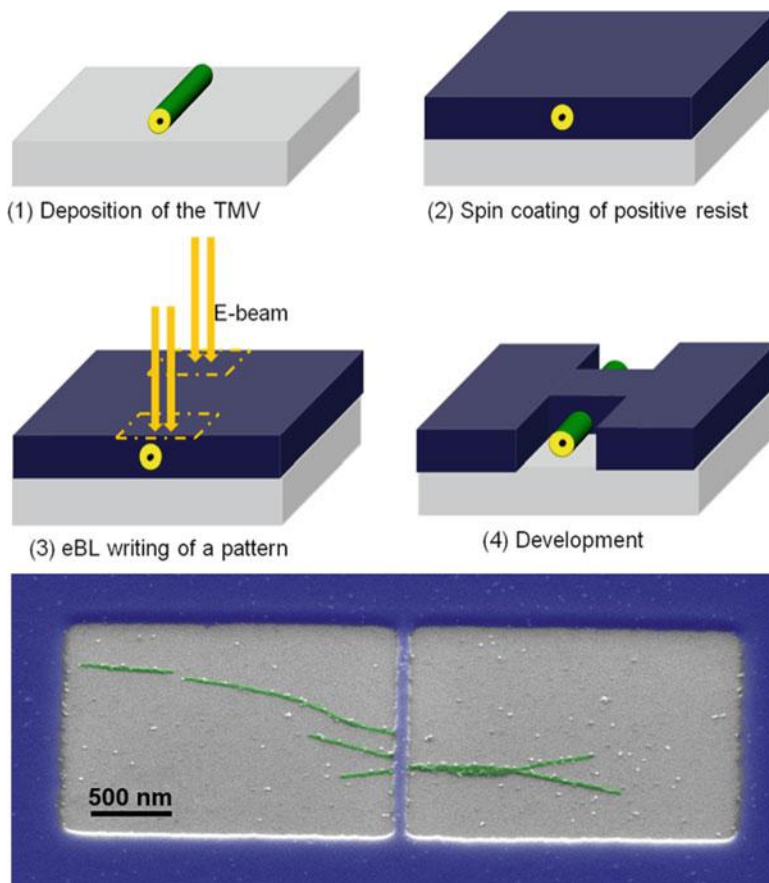 (1) Deposition of the TMV
(2) Spin coating of positive resist
E-beam
(3) eBL writing of a pattern
(4) Development
500 nm